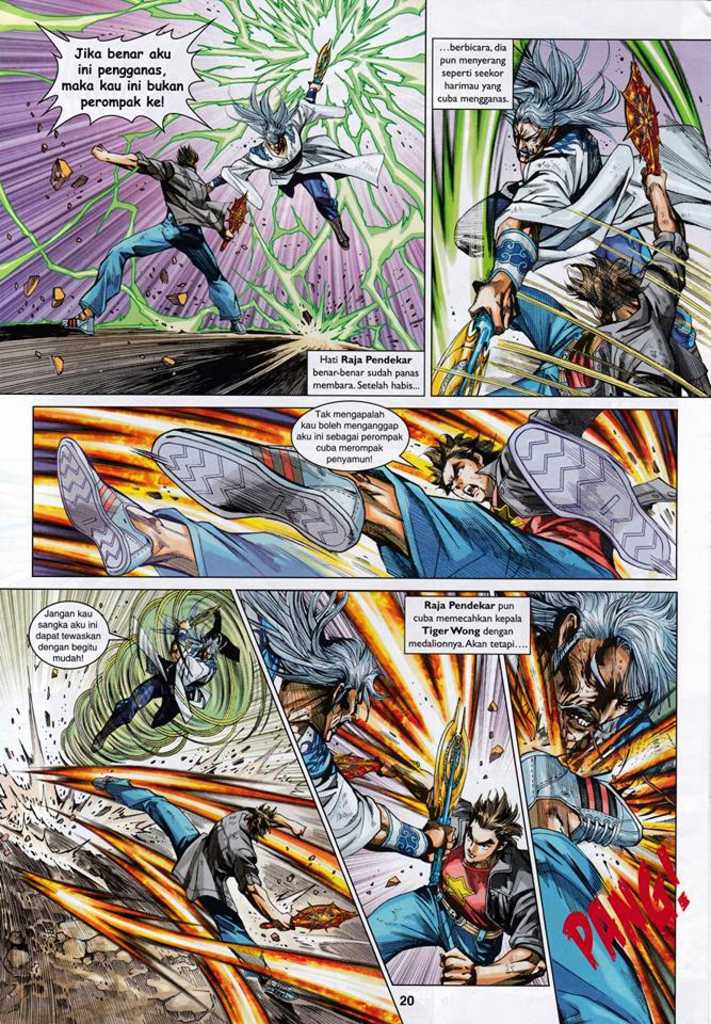 Jika benar aku
ini pengganas,
maka kau ini bukan
perompak ke!
Hati Raja Pendekar
benar-benar sudah panas
membara. Setelah habis...
...berbicara, dia
pun menyerang
seperti seekor
harimau yang
cuba mengganas.
Tak mengapalah
kau boleh menganggap
aku ini sebagai perompak
cuba merompak
penyamun!
Jangan kau
sangka aku ini
dapat tewaskan
dengan begitu
mudah!
Raja Pendekar pun
cuba memecahkan kepala
Tiger Wong dengan
medalionnya. Akan tetapi....
PANG!
20